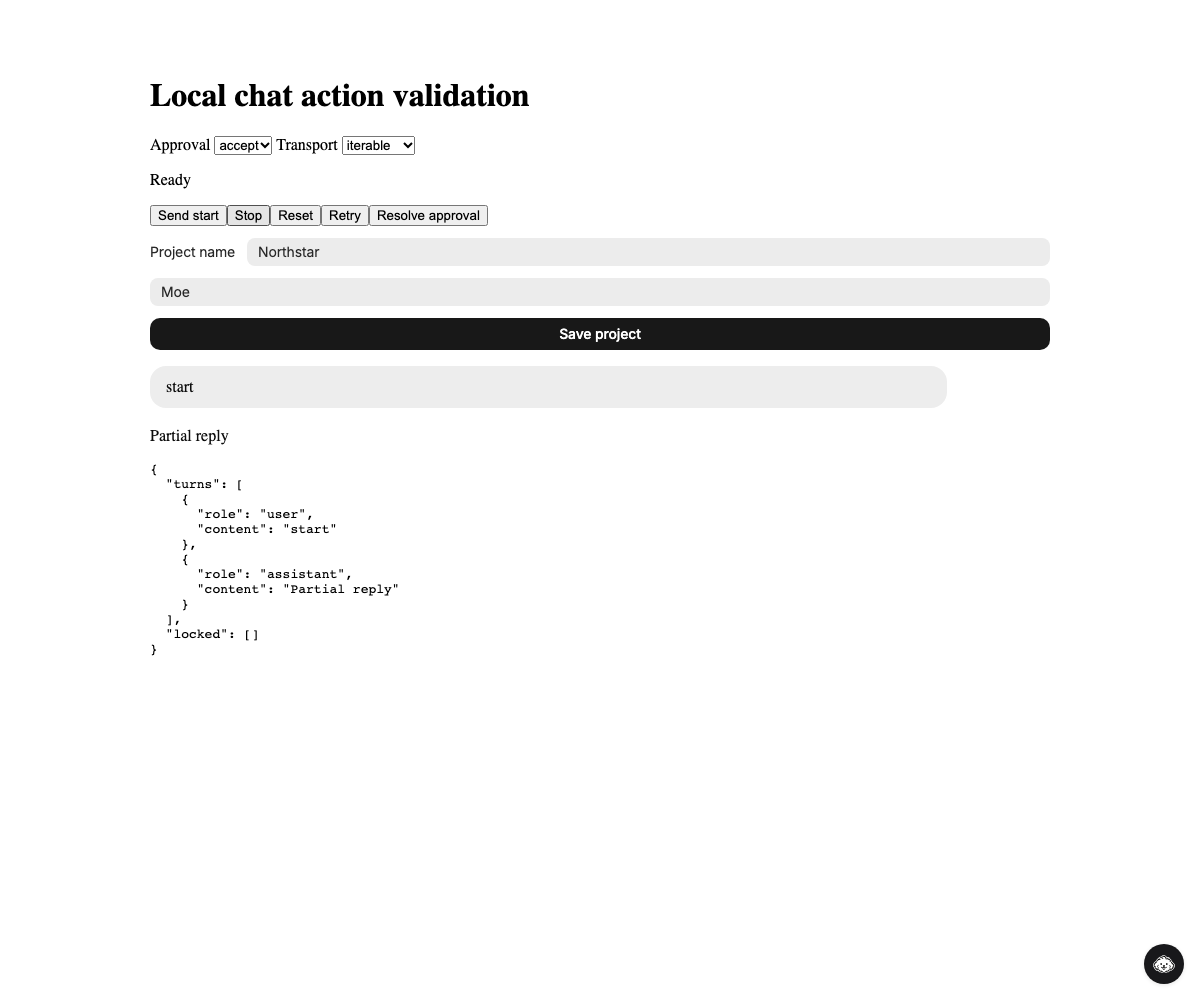 Local chat action validation
Approval accept Transport iterable
Ready
Send start Stop Reset Retry Resolve approval
Project name Northstar
Moe
Save project
start
Partial reply
{
  "turns": [
    {
      "role": "user",
      "content": "start"
    },
    {
      "role": "assistant",
      "content": "Partial reply"
    }
  ],
  "locked": []
}